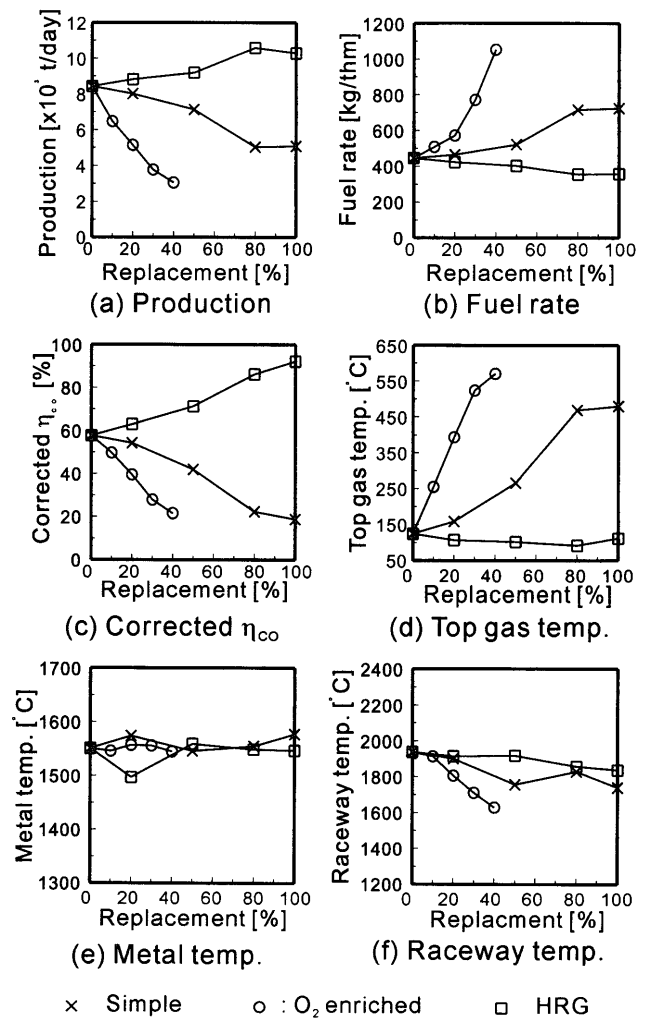 Production [x10³ t/day]
12
10
8
6
4
2
0
0 20 40 60 80 100
Replacement [%]
(a) Production
Fuel rate [kg/thm]
1200
1000
800
600
400
200
0
0 20 40 60 80 100
Replacement [%]
(b) Fuel rate
Corrected ηco [%]
100
80
60
40
20
0
0 20 40 60 80 100
Replacement [%]
(c) Corrected ηCO
Top gas temp. [°C]
650
550
450
350
250
150
50
0 20 40 60 80 100
Replacement [%]
(d) Top gas temp.
Metal temp. [°C]
1700
1600
1500
1400
1300
0 20 40 60 80 100
Replacment [%]
(e) Metal temp.
Raceway temp. [°C]
2400
2200
2000
1800
1600
1400
1200
0 20 40 60 80 100
Replacment [%]
(f) Raceway temp.
× Simple ○ : O₂ enriched □ HRG